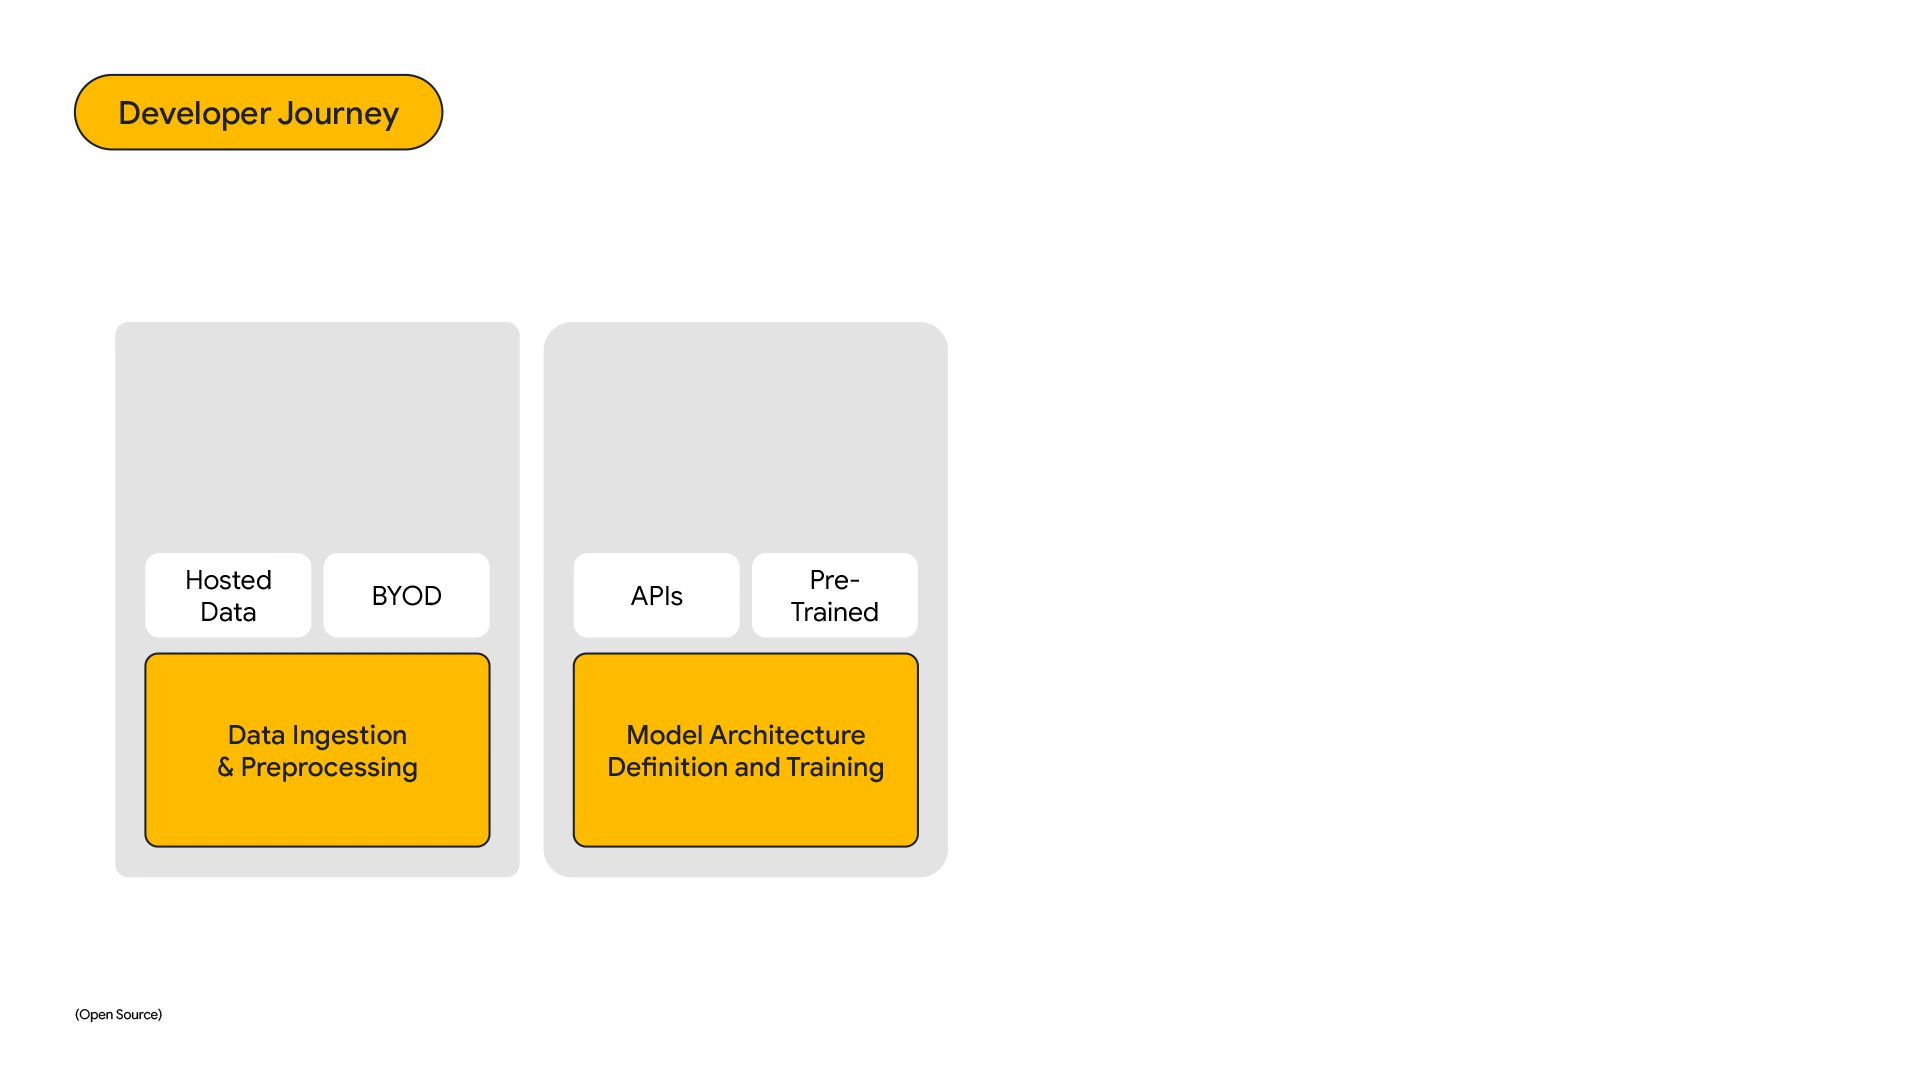 Developer Journey
Hosted
Data
BYOD
Data Ingestion
& Preprocessing
APIs
Pre-
Trained
Model Architecture
Definition and Training
(Open Source)